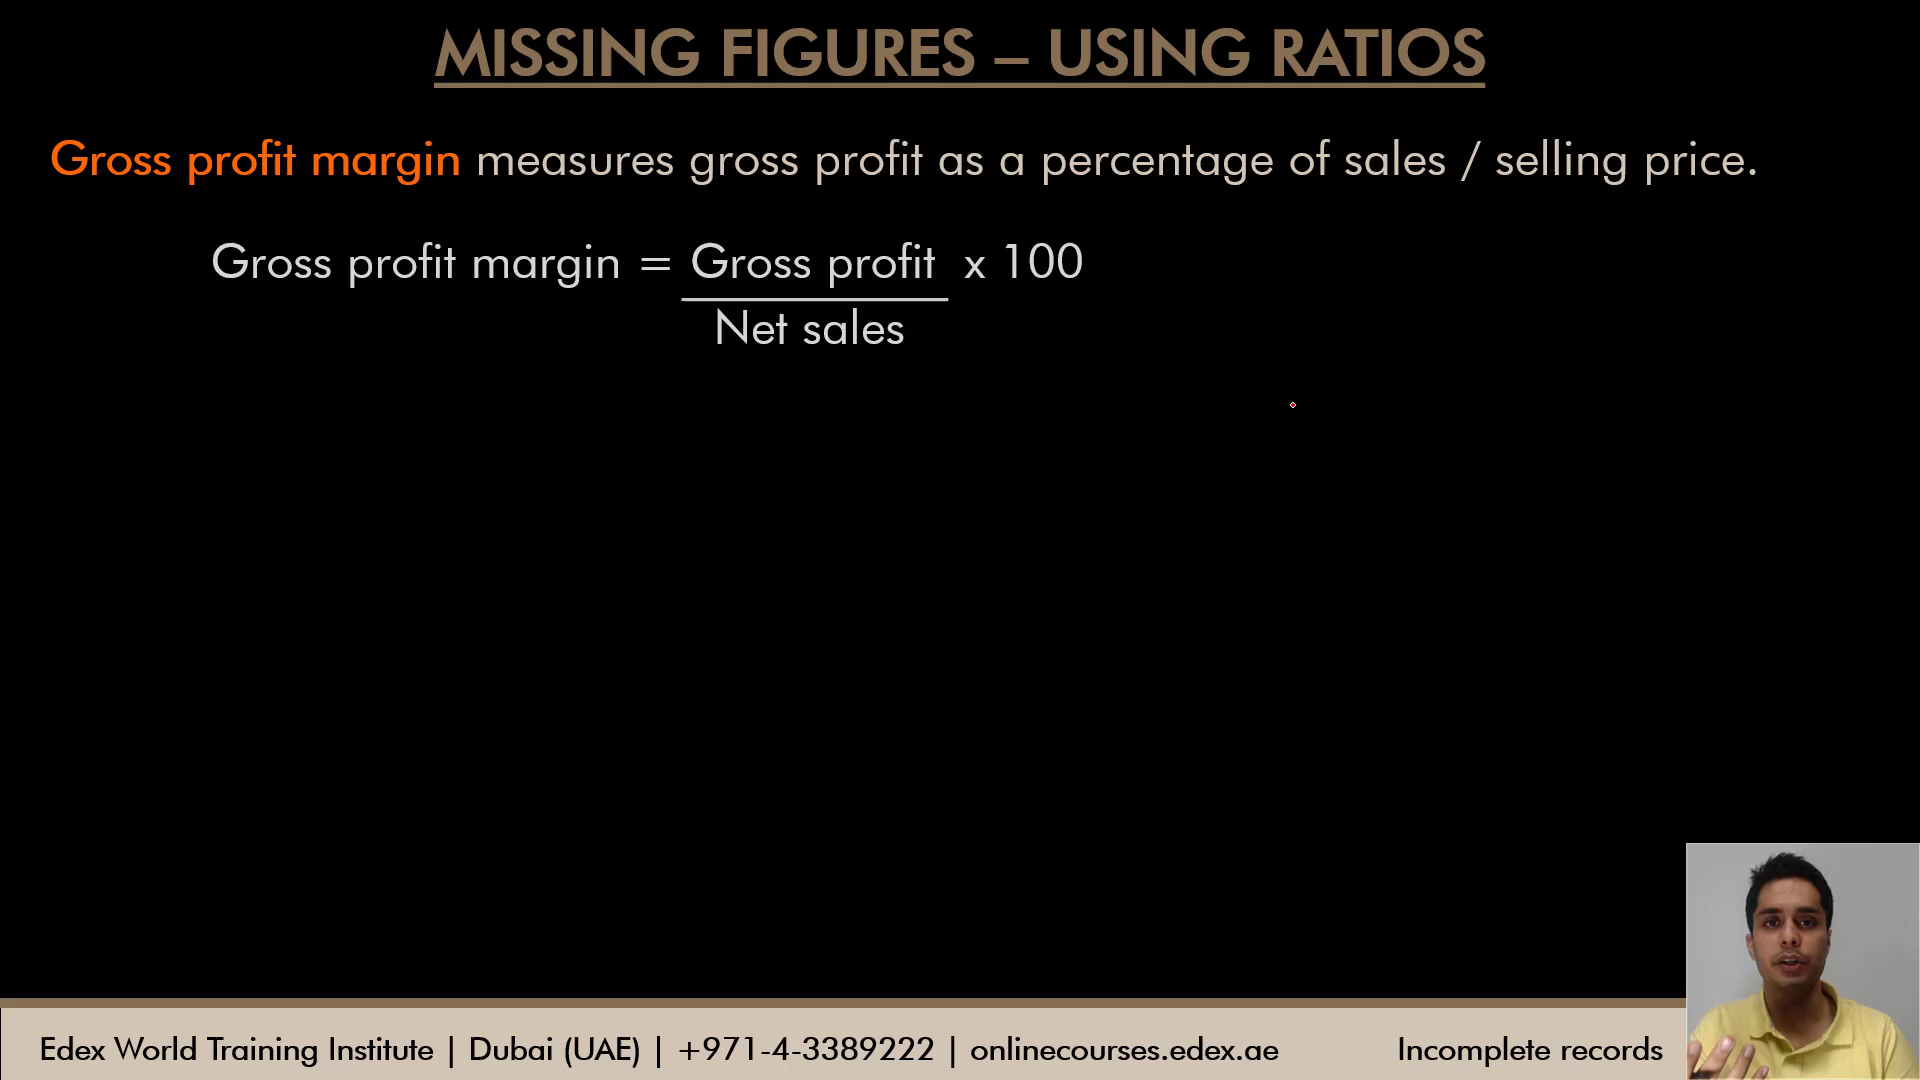 MISSING FIGURES – USING RATIOS
Gross profit margin measures gross profit as a percentage of sales / selling price.
Gross profit margin = Gross profit x 100
Net sales
Edex World Training Institute | Dubai (UAE) | +971-4-3389222 | onlinecourses.edex.ae
Incomplete records